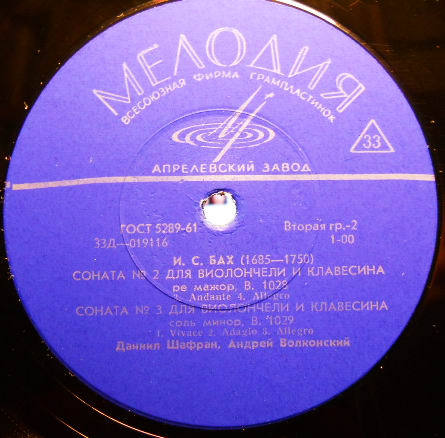 МЕЛОДИЯ
ВСЕСОЮЗНАЯ ФИРМА ГРАМПЛАСТИНОК
33
АПРЕЛЕВСКИЙ ЗАВОД
ГОСТ 5289-61 Вторая гр.-2
33Д—019116 1-00
И. С. БАХ (1685—1750)
СОНАТА № 2 ДЛЯ ВИОЛОНЧЕЛИ И КЛАВЕСИНА
ре мажор, В. 1028
3. Andante 4. Allegro
СОНАТА № 3 ДЛЯ ВИОЛОНЧЕЛИ И КЛАВЕСИНА
соль минор, В. 1029
1. Vivace 2. Adagio 3. Allegro
Даниил Шафран, Андрей Волконский